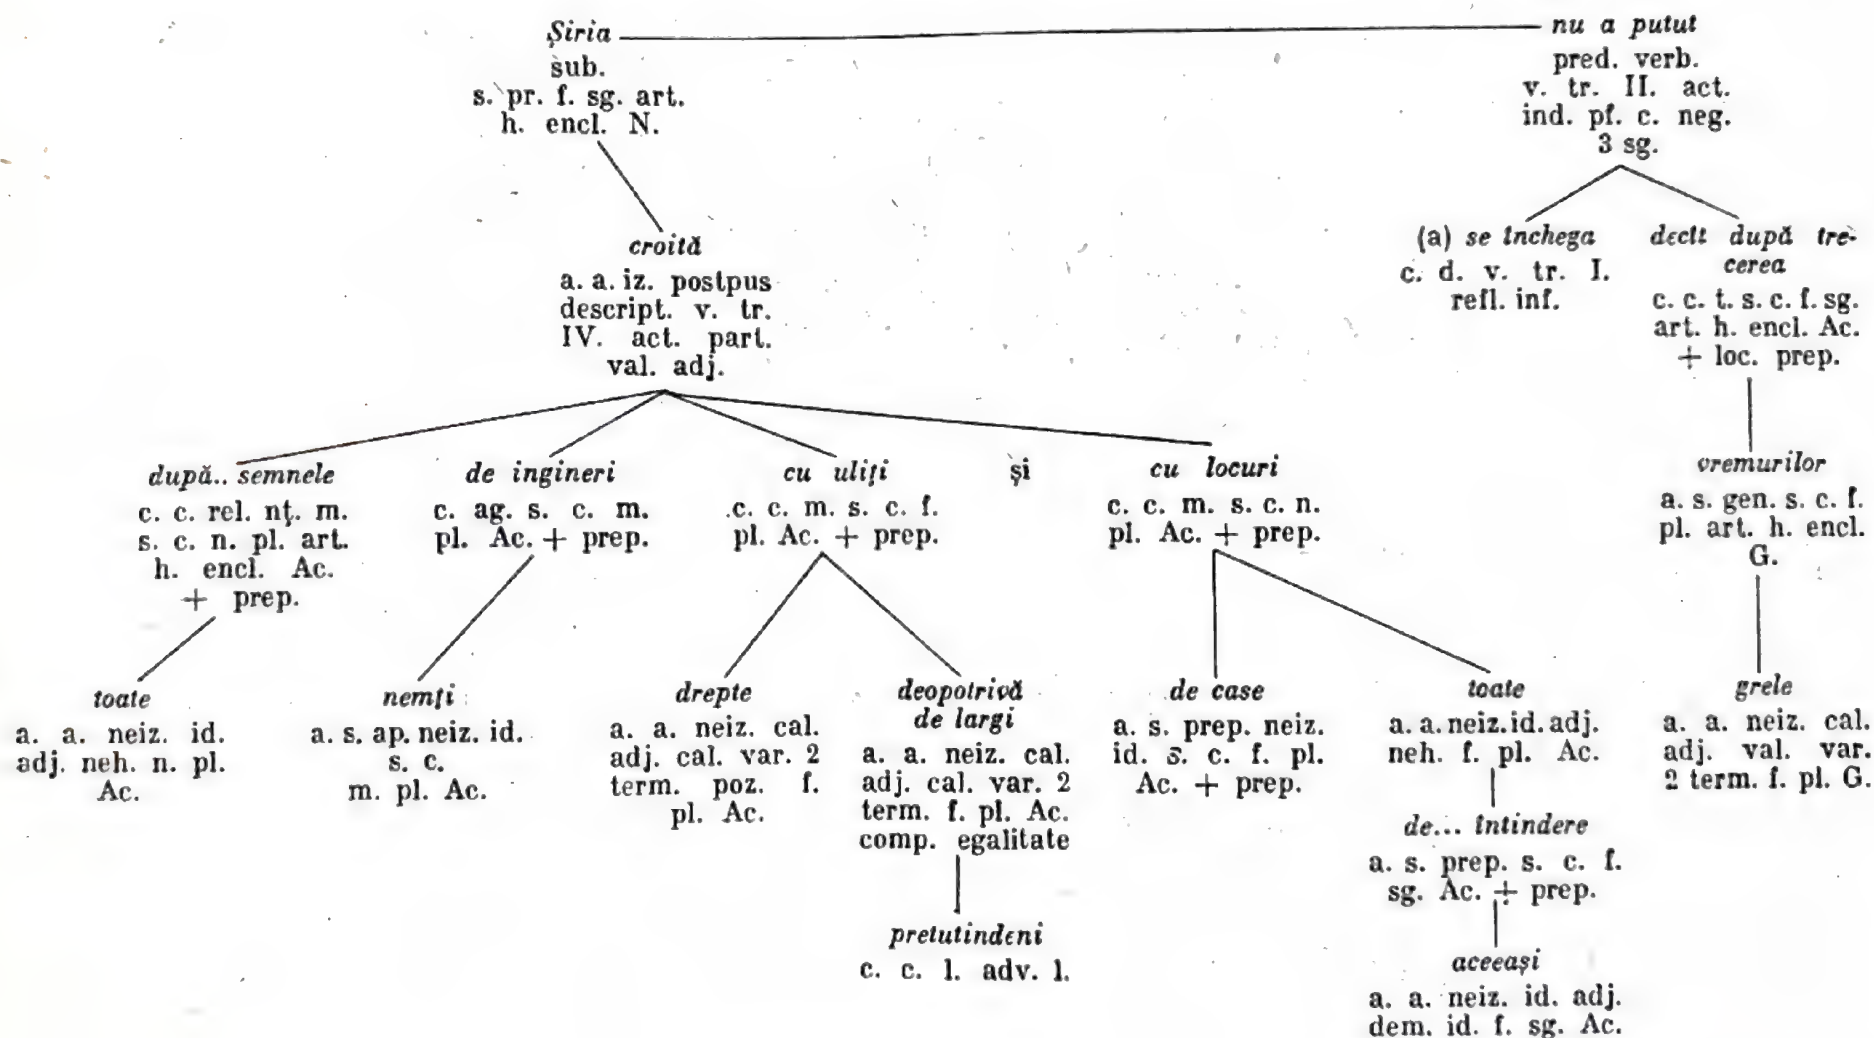 Șiria
sub.
s. pr. f. sg. art.
h. encl. N.
nu a putut
pred. verb.
v. tr. II. act.
ind. pf. c. neg.
3 sg.
croită
a. a. iz. postpus
descript. v. tr.
IV. act. part.
val. adj.
(a) se închega
c. d. v. tr. I.
refl. inf.
decît după tre-
cerea
c. c. t. s. c. f. sg.
art. h. encl. Ac.
+ loc. prep.
după.. semnele
c. c. rel. nț. m.
s. c. n. pl. art.
h. encl. Ac.
+ prep.
de ingineri
c. ag. s. c. m.
pl. Ac. + prep.
cu uliți
c. c. m. s. c. f.
pl. Ac. + prep.
și
cu locuri
c. c. m. s. c. n.
pl. Ac. + prep.
vremurilor
a. s. gen. s. c. f.
pl. art. h. encl.
G.
toate
a. a. neiz. id.
adj. neh. n. pl.
Ac.
nemți
a. s. ap. neiz. id.
s. c.
m. pl. Ac.
drepte
a. a. neiz. cal.
adj. cal. var. 2
term. poz. f.
pl. Ac.
deopotrivă
de largi
a. a. neiz. cal.
adj. cal. var. 2
term. f. pl. Ac.
comp. egalitate
de case
a. s. prep. neiz.
id. s. c. f. pl.
Ac. + prep.
toate
a. a. neiz. id. adj.
neh. f. pl. Ac.
grele
a. a. neiz. cal.
adj. val. var.
2 term. f. pl. G.
de... întindere
a. s. prep. s. c. f.
sg. Ac. + prep.
pretutindeni
c. c. l. adv. l.
aceeași
a. a. neiz. id. adj.
dem. id. f. sg. Ac.